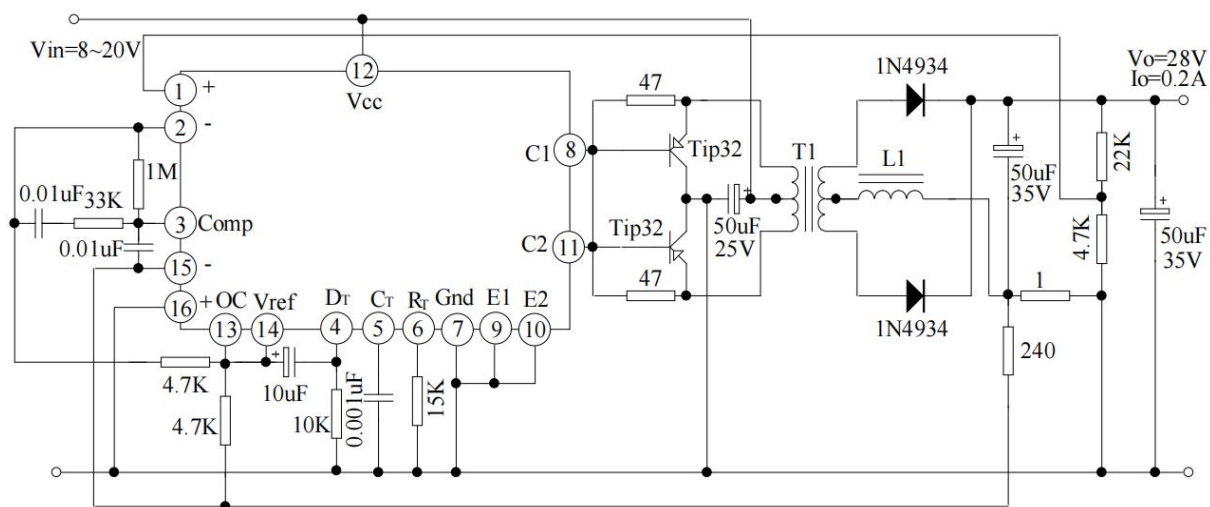 Vin=8~20V
12
Vcc
1
+
2
-
1M
0.01uF
33K
3
Comp
0.01uF
15
-
16
+
OC
Vref
DT
CT
RT
Gnd
E1
E2
13
14
4
5
6
7
9
10
4.7K
4.7K
+
10uF
10K
0.001uF
15K
C1
8
C2
11
47
Tip32
Tip32
47
+
50uF
25V
T1
1N4934
L1
1N4934
+
50uF
35V
22K
4.7K
1
240
Vo=28V
Io=0.2A
+
50uF
35V